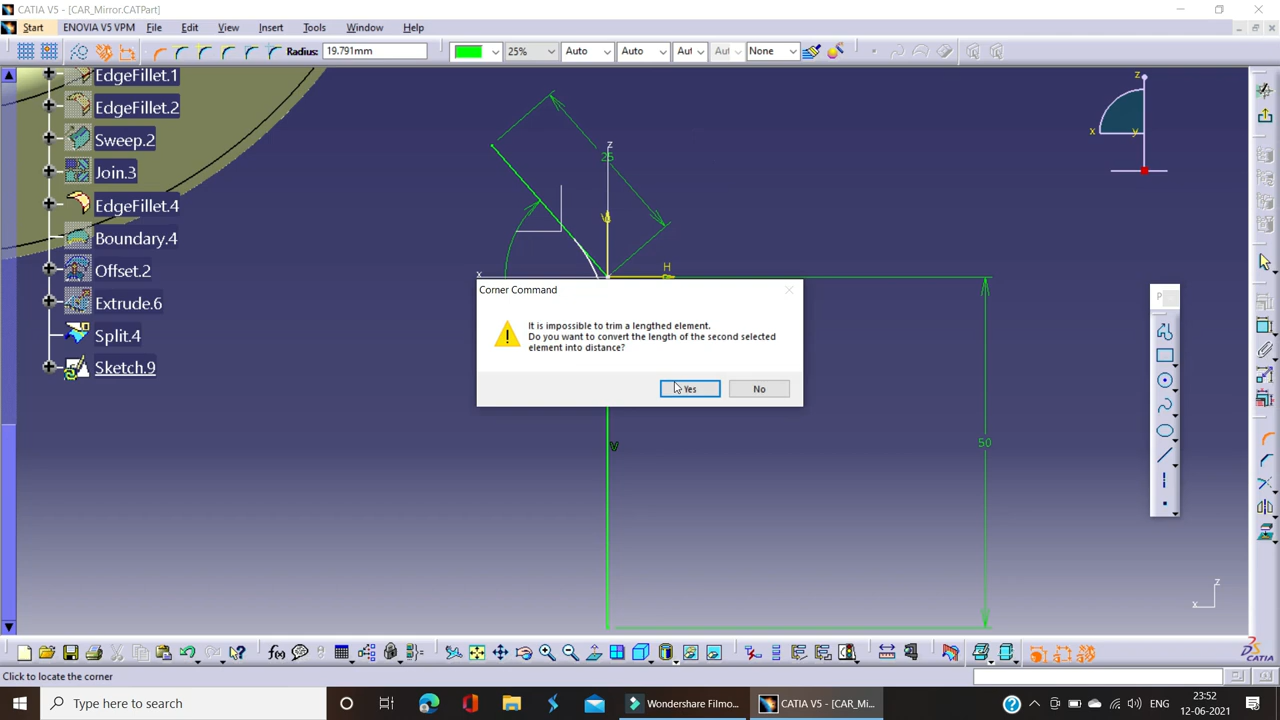 CATIA V5 - [CAR_Mirror.CATPart]
Start ENOVIA V5 VPM File Edit View Insert Tools Window Help
Radius: 19.791mm 25% Auto Auto Aut Aut None
EdgeFillet.1
EdgeFillet.2
Sweep.2
Join.3
EdgeFillet.4
Boundary.4
Offset.2
Extrude.6
Split.4
Sketch.9
z
x
y
z
25
V
H
x
P
Corner Command
It is impossible to trim a lengthed element.
Do you want to convert the length of the second selected
element into distance?
Yes No
V
50
z
x
f(x)
CATIA
Click to locate the corner
Type here to search
Wondershare Filmo...
CATIA V5 - [CAR_Mi...
ENG
23:52
12-06-2021